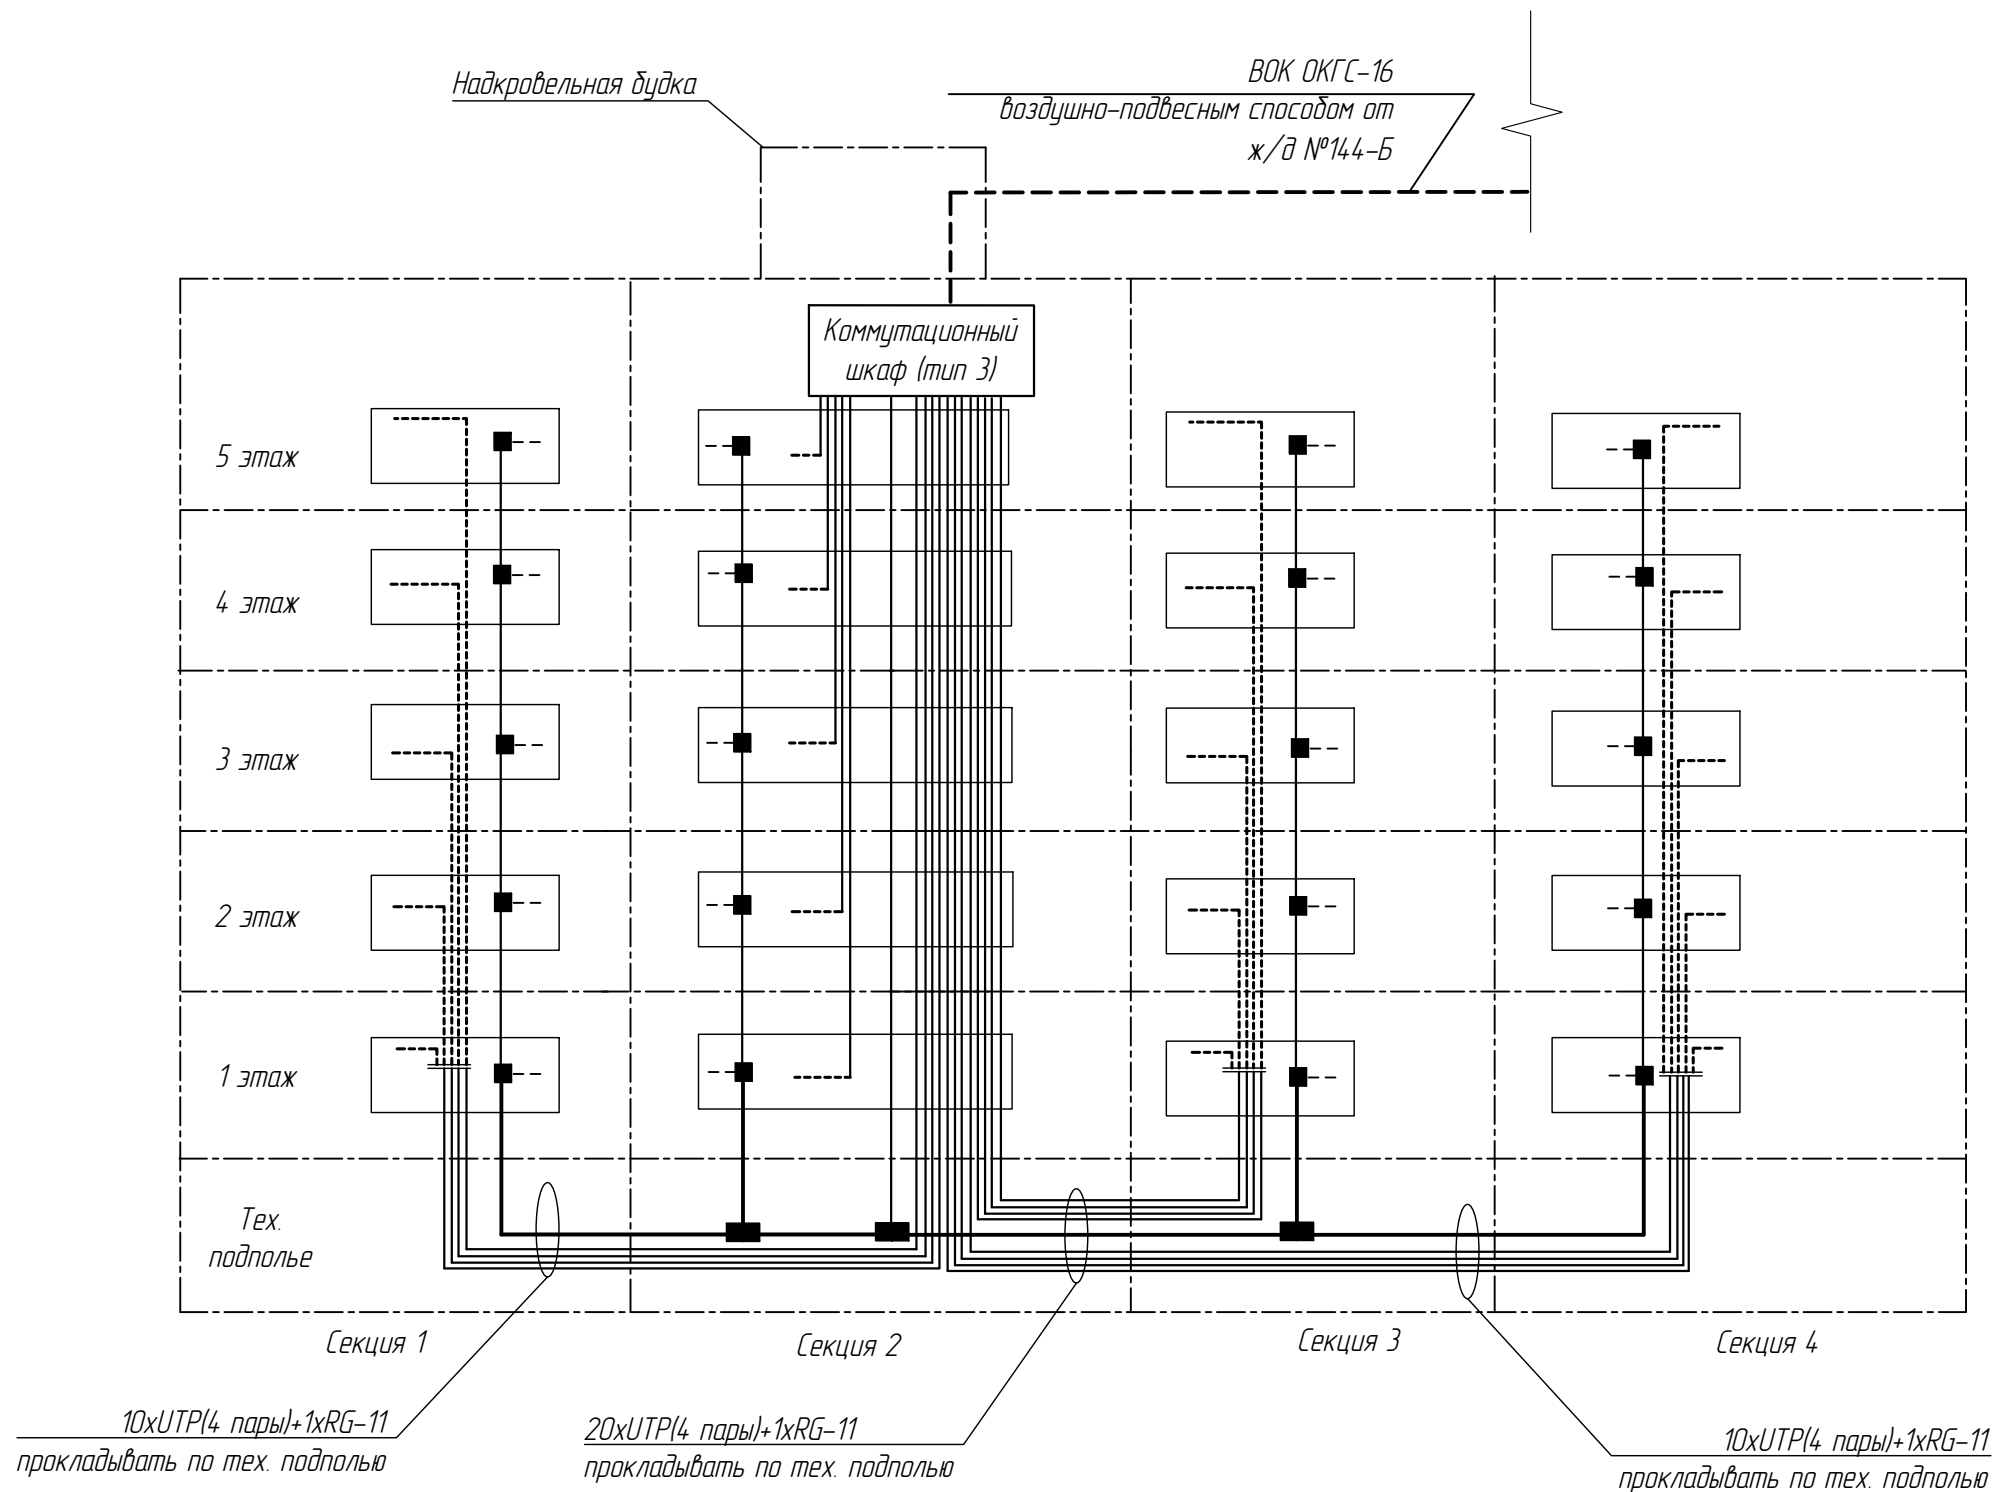 Надкровельная будка
ВОК ОКГС-16
воздушно-подвесным способом от
ж/д №144-Б
Коммутационный
шкаф (тип 3)
5 этаж
4 этаж
3 этаж
2 этаж
1 этаж
Тех.
подполье
Секция 1
Секция 2
Секция 3
Секция 4
10xUTP(4 пары)+1xRG-11
прокладывать по тех. подполью
20xUTP(4 пары)+1xRG-11
прокладывать по тех. подполью
10xUTP(4 пары)+1xRG-11
прокладывать по тех. подполью